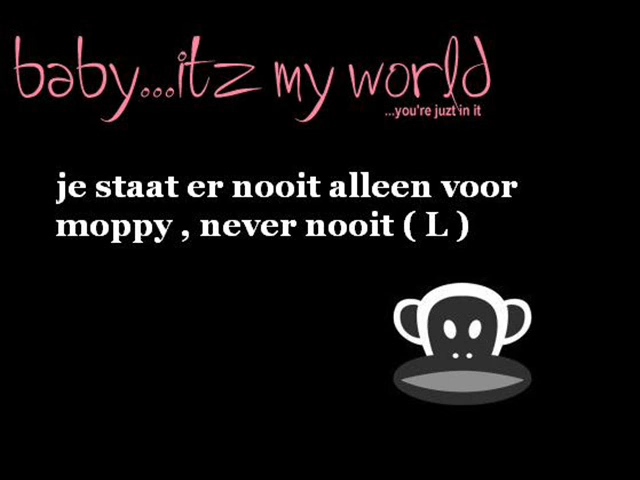 baby...itz my world
...you're juzt in it
je staat er nooit alleen voor
moppy , never nooit ( L )